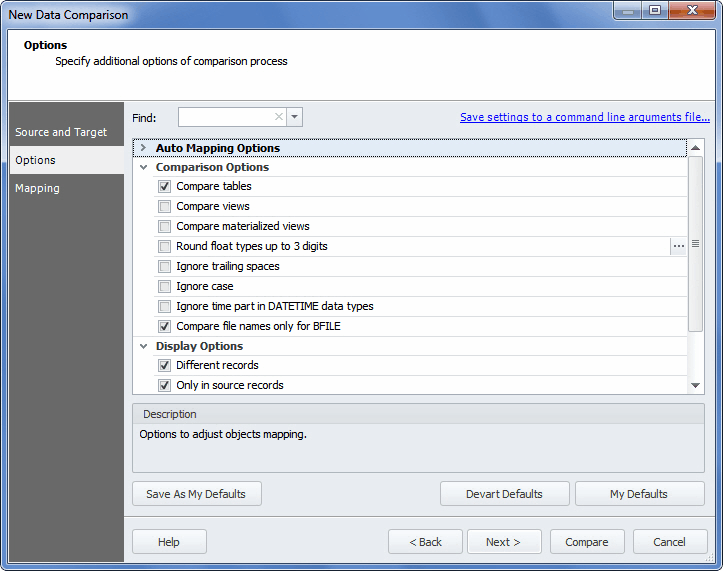 New Data Comparison
Options
Specify additional options of comparison process
Source and Target
Options
Mapping
Find:
Save settings to a command line arguments file...
Auto Mapping Options
Comparison Options
Compare tables
Compare views
Compare materialized views
Round float types up to 3 digits
...
Ignore trailing spaces
Ignore case
Ignore time part in DATETIME data types
Compare file names only for BFILE
Display Options
Different records
Only in source records
Description
Options to adjust objects mapping.
Save As My Defaults
Devart Defaults
My Defaults
Help
< Back
Next >
Compare
Cancel